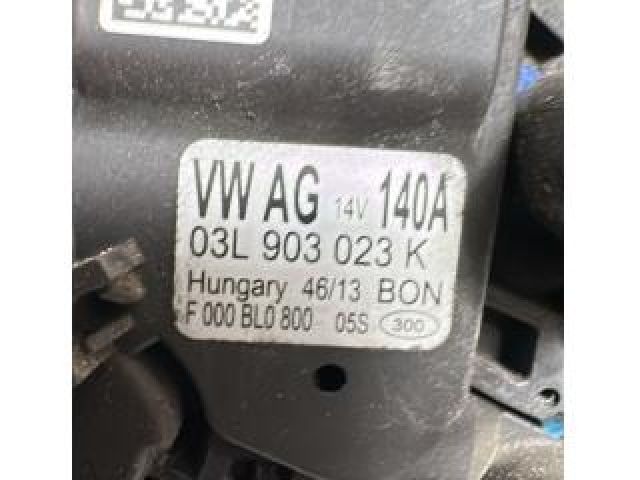 VW AG 14V 140A
03L 903 023 K
Hungary 46/13 BON
F 000 BL0 800 05S 300